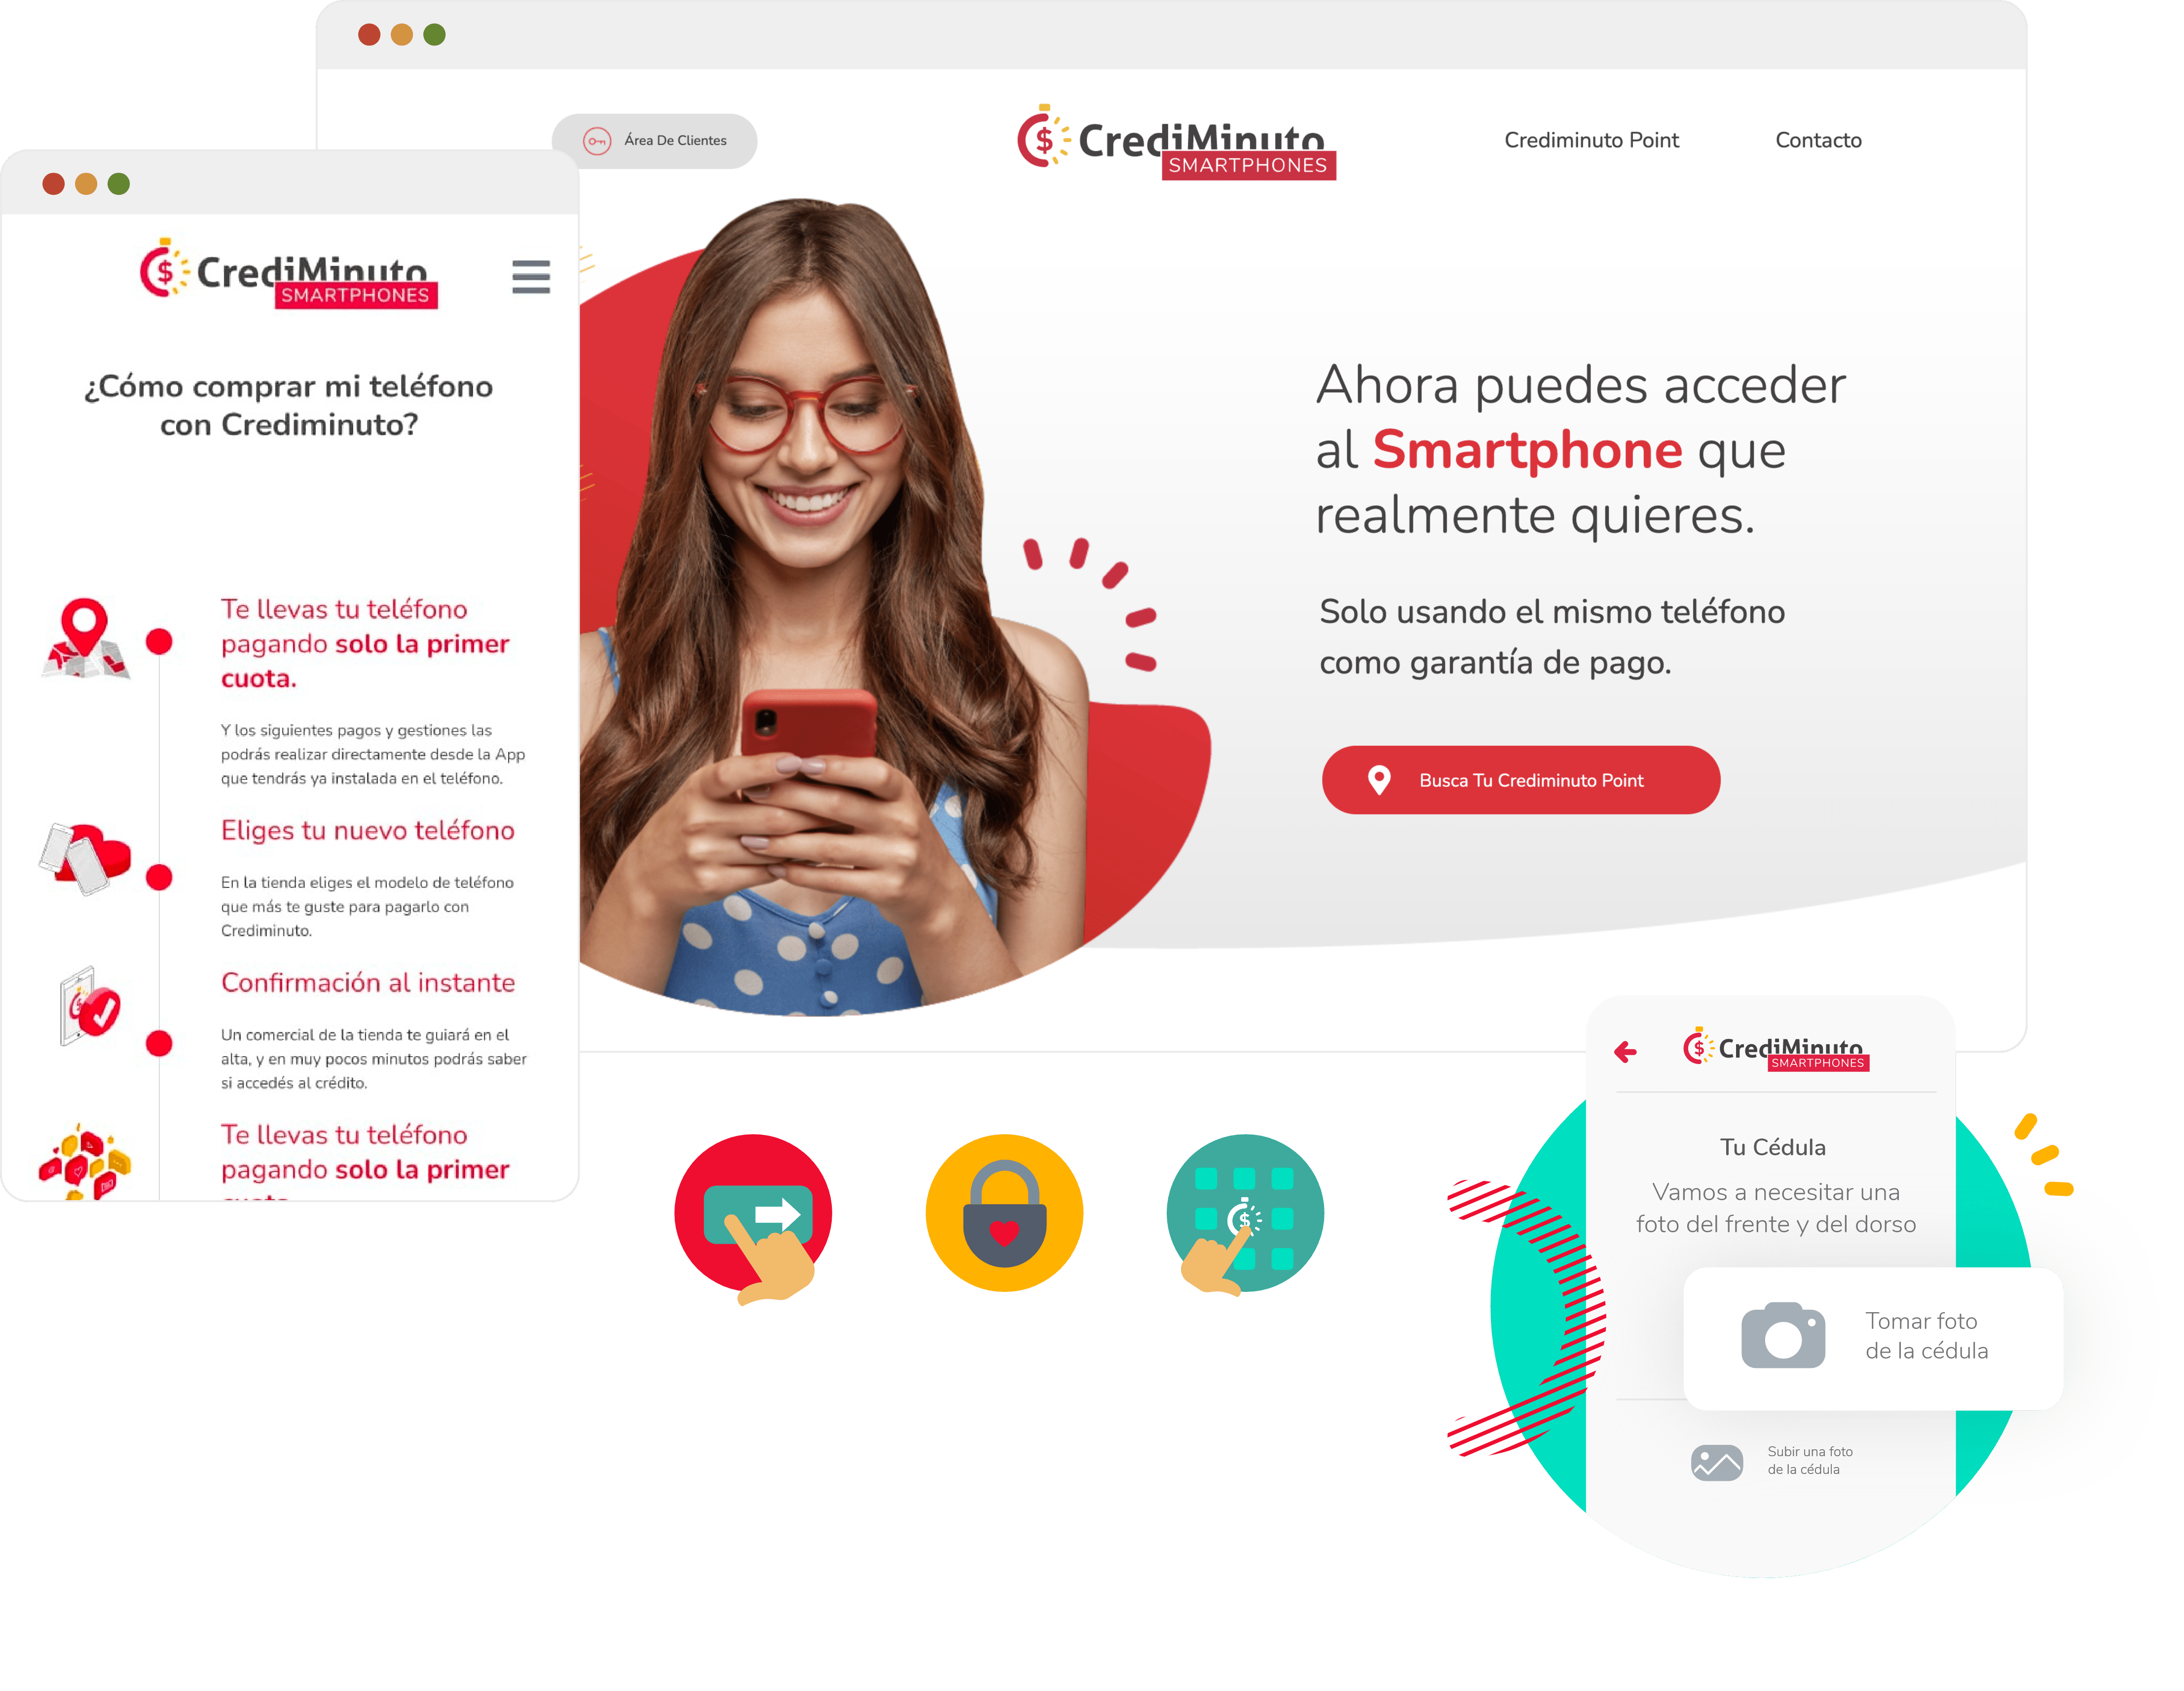 Área De Clientes
CrediMinuto
SMARTPHONES
Crediminuto Point
Contacto
Ahora puedes acceder
al Smartphone que
realmente quieres.
Solo usando el mismo teléfono
como garantía de pago.
Busca Tu Crediminuto Point
CrediMinuto
SMARTPHONES
¿Cómo comprar mi teléfono
con Crediminuto?
Te llevas tu teléfono
pagando solo la primer
cuota.
Y los siguientes pagos y gestiones las
podrás realizar directamente desde la App
que tendrás ya instalada en el teléfono.
Eliges tu nuevo teléfono
En la tienda eliges el modelo de teléfono
que más te guste para pagarlo con
Crediminuto.
Confirmación al instante
Un comercial de la tienda te guiará en el
alta, y en muy pocos minutos podrás saber
si accedés al crédito.
Te llevas tu teléfono
pagando solo la primer
CrediMinuto
SMARTPHONES
Tu Cédula
Vamos a necesitar una
foto del frente y del dorso
Tomar foto
de la cédula
Subir una foto
de la cédula